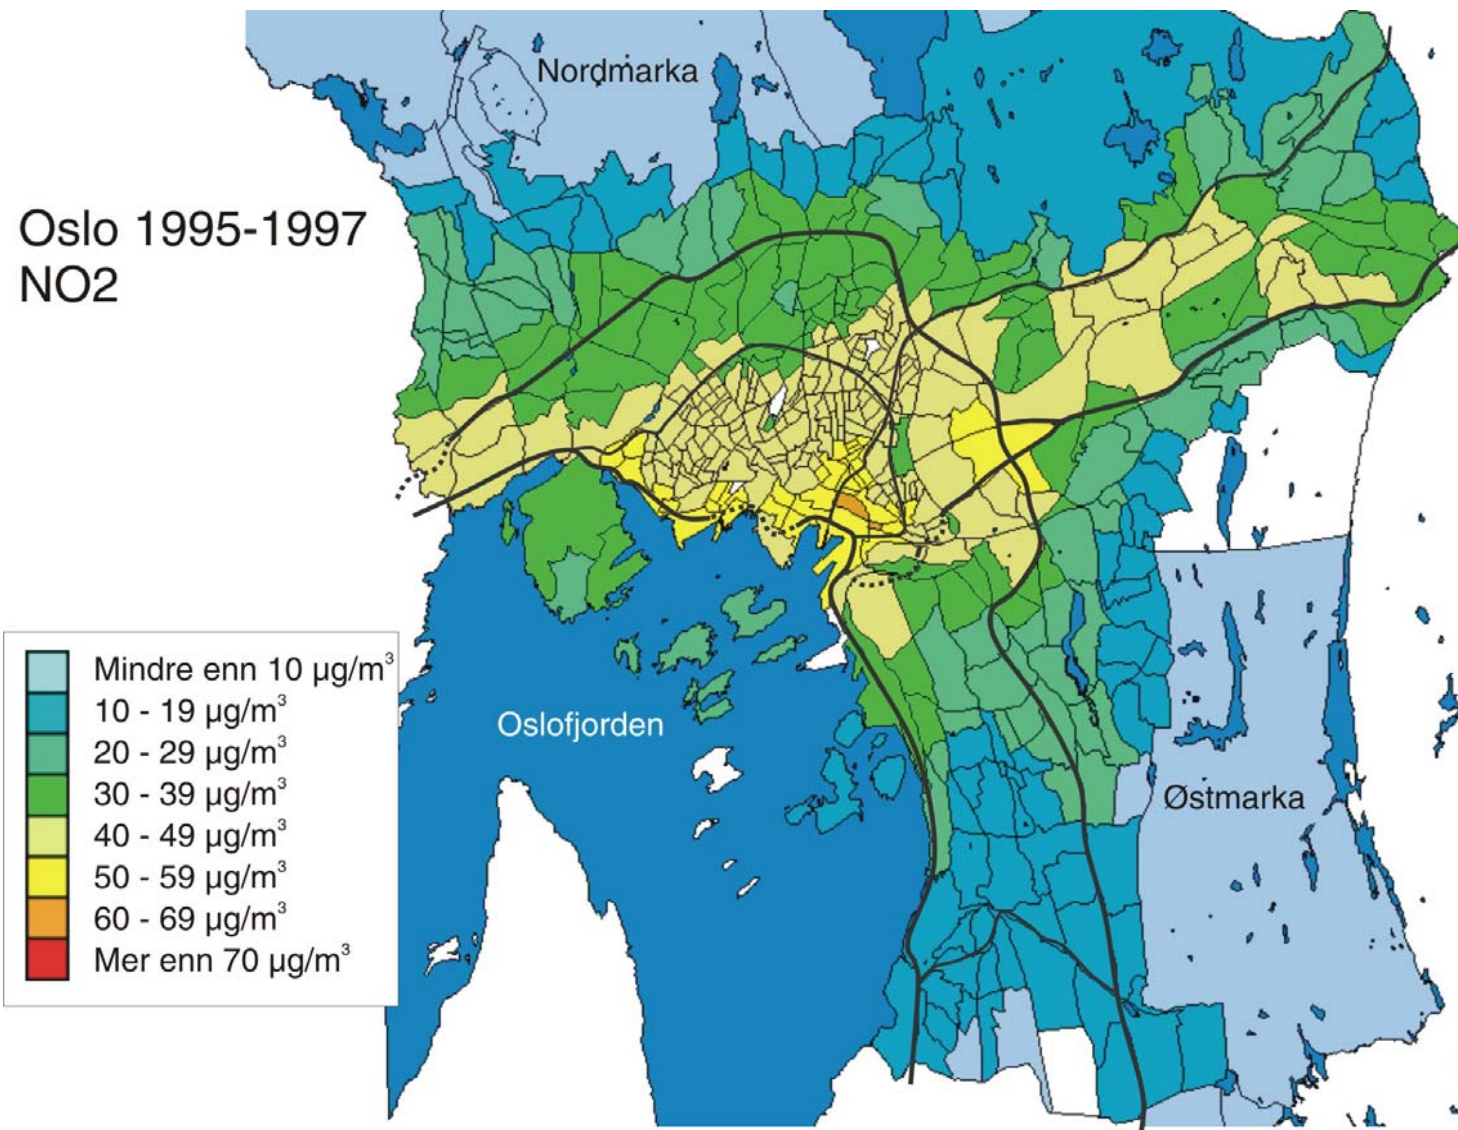 Nordmarka
Oslo 1995-1997
NO2
Mindre enn 10 µg/m³
10 - 19 µg/m³
20 - 29 µg/m³
30 - 39 µg/m³
40 - 49 µg/m³
50 - 59 µg/m³
60 - 69 µg/m³
Mer enn 70 µg/m³
Oslofjorden
Østmarka